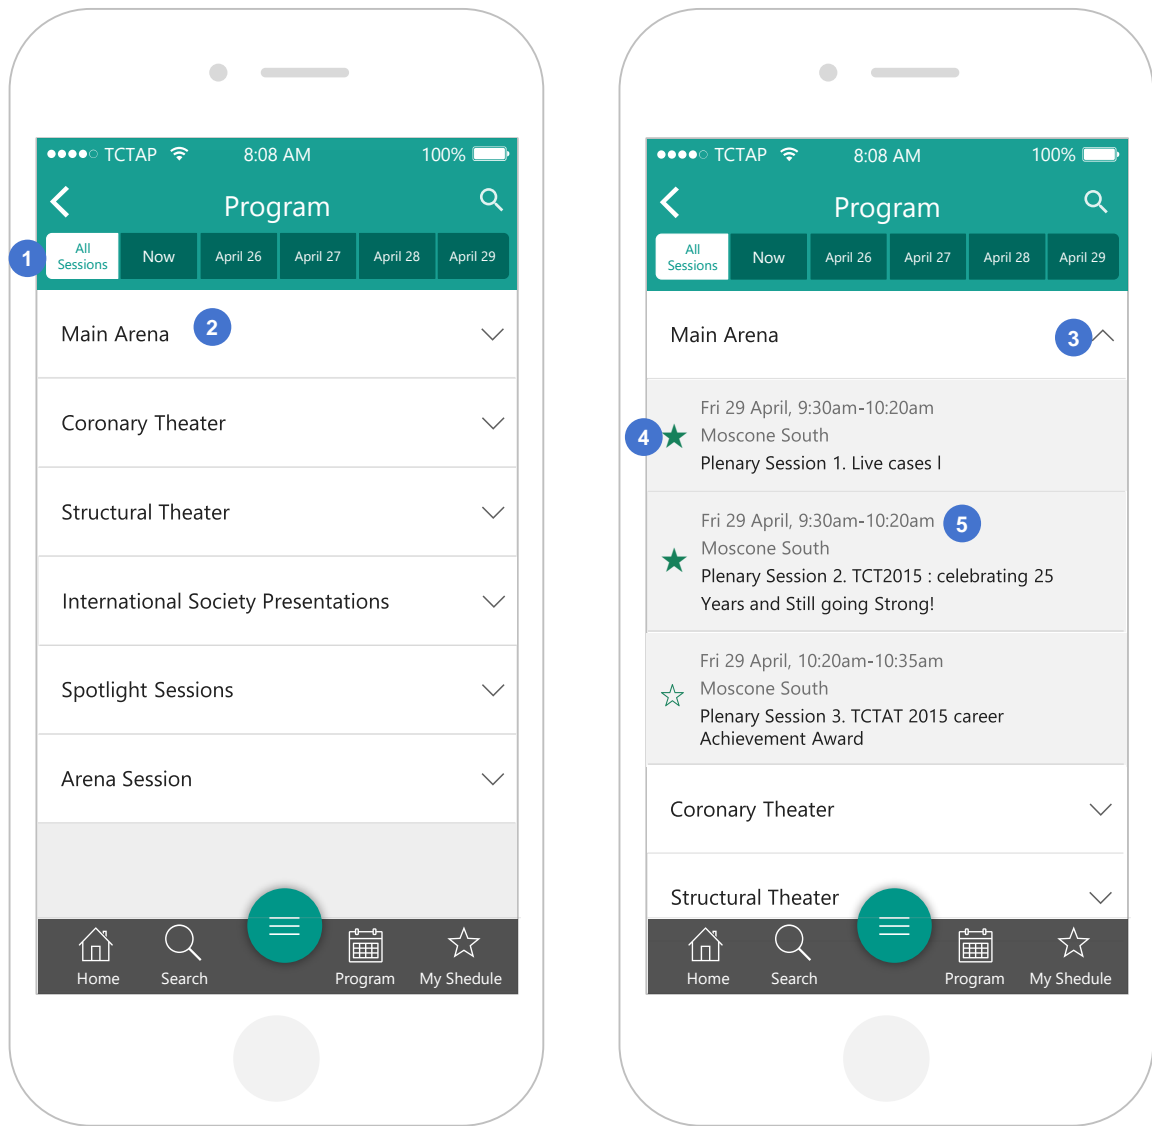 TCTAP 8:08 AM 100%
Program
1 All Sessions Now April 26 April 27 April 28 April 29
Main Arena 2
Coronary Theater
Structural Theater
International Society Presentations
Spotlight Sessions
Arena Session
Home Search Program My Shedule
TCTAP 8:08 AM 100%
Program
All Sessions Now April 26 April 27 April 28 April 29
Main Arena 3
Fri 29 April, 9:30am-10:20am
4 Moscone South
Plenary Session 1. Live cases l
Fri 29 April, 9:30am-10:20am 5
Moscone South
Plenary Session 2. TCT2015 : celebrating 25
Years and Still going Strong!
Fri 29 April, 10:20am-10:35am
Moscone South
Plenary Session 3. TCTAT 2015 career
Achievement Award
Coronary Theater
Structural Theater
Home Search Program My Shedule